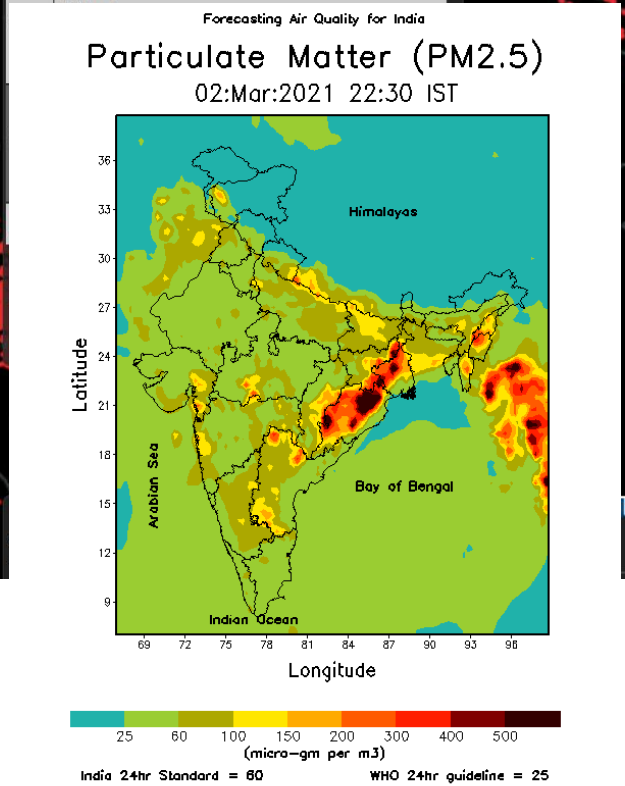 Forecasting Air Quality for India
Particulate Matter (PM2.5)
02:Mar:2021 22:30 IST
36
33
30
27
24
21
18
15
12
9
Latitude
Himalayas
Arabian Sea
Bay of Bengal
Indian Ocean
69 72 75 78 81 84 87 90 93 96
Longitude
25 60 100 150 200 300 400 500
(micro-gm per m3)
India 24hr Standard = 60 WHO 24hr guideline = 25